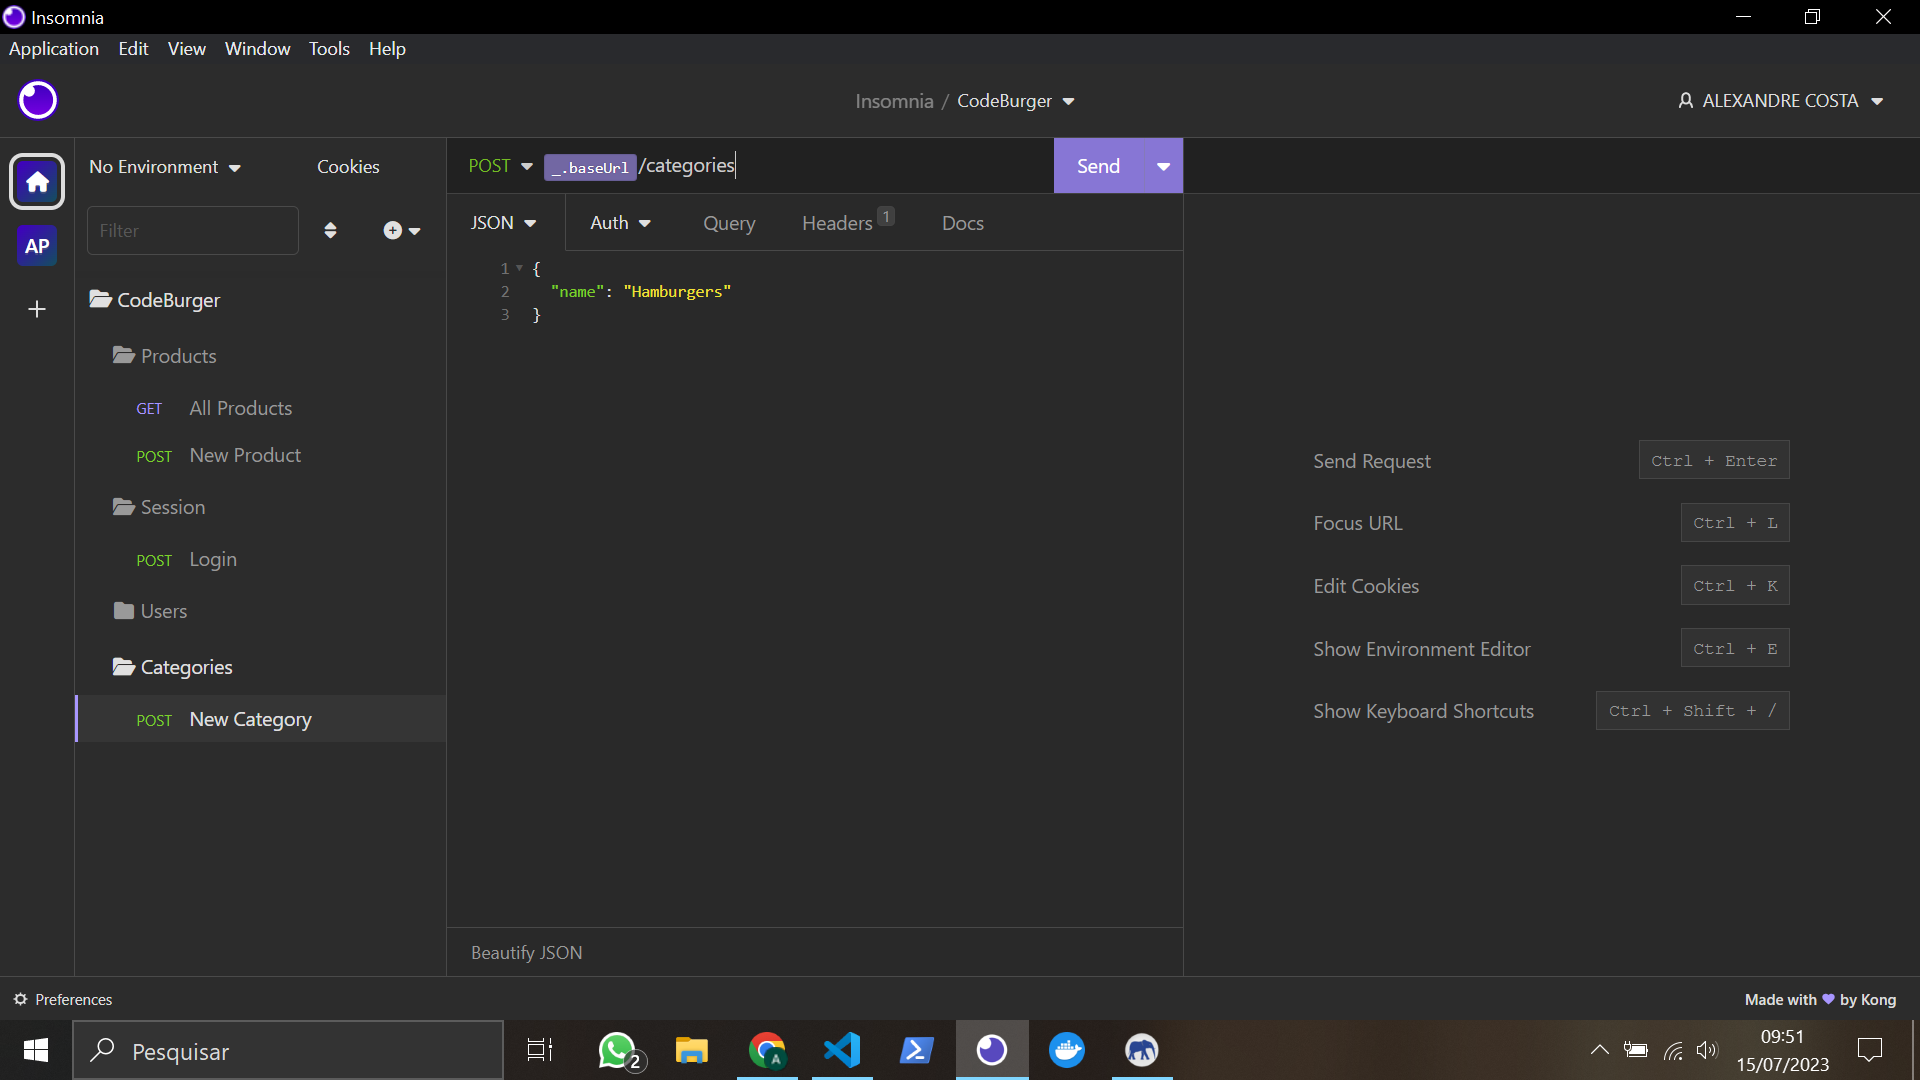 Insomnia
Application Edit View Window Tools Help
Insomnia / CodeBurger
ALEXANDRE COSTA
No Environment
Cookies
POST _.baseUrl /categories
Send
AP
Filter
JSON Auth Query Headers 1 Docs
1 {
2 "name": "Hamburgers"
3 }
CodeBurger
Products
GET All Products
POST New Product
Session
POST Login
Users
Categories
POST New Category
Send Request Ctrl + Enter
Focus URL Ctrl + L
Edit Cookies Ctrl + K
Show Environment Editor Ctrl + E
Show Keyboard Shortcuts Ctrl + Shift + /
Beautify JSON
Preferences
Made with by Kong
Pesquisar
2
A
09:51
15/07/2023